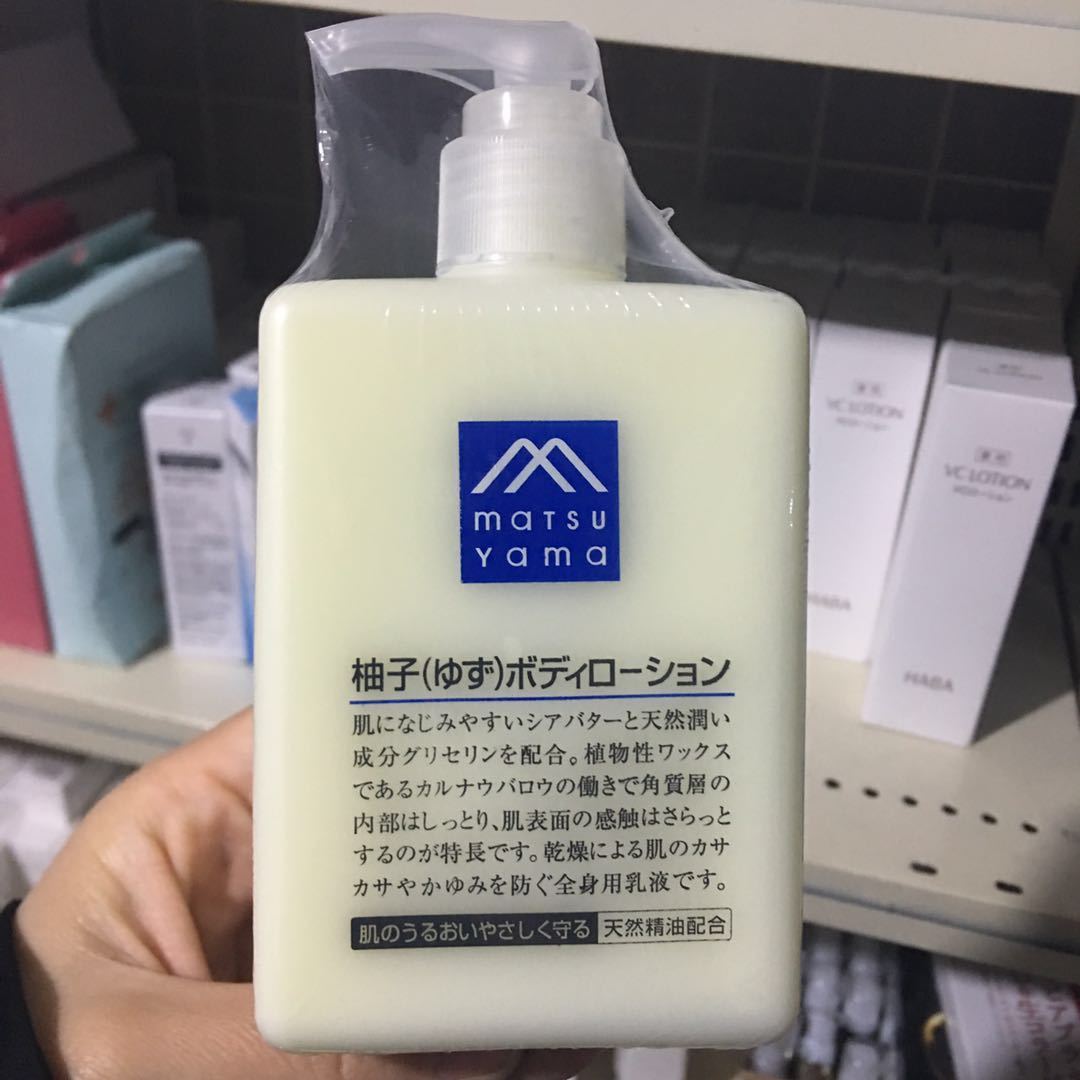 matsu
yama
柚子(ゆず)ボディローション
肌になじみやすいシアバターと天然潤い
成分グリセリンを配合。植物性ワックス
であるカルナウバロウの働きで角質層の
内部はしっとり、肌表面の感触はさらっと
するのが特長です。乾燥による肌のカサ
カサやかゆみを防ぐ全身用乳液です。
肌のうるおいやさしく守る 天然精油配合
VC LOTION
HABA
VC LOTION
HABA